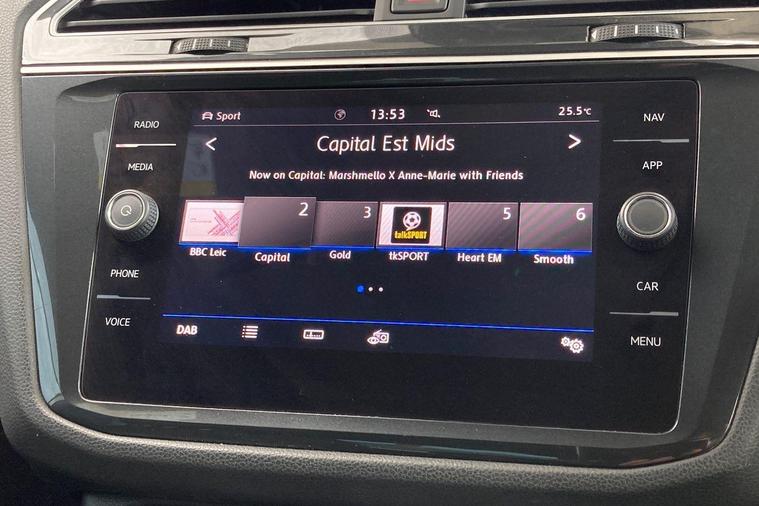 Sport 13:53 25.5°C
< Capital Est Mids >
Now on Capital: Marshmello X Anne-Marie with Friends
2 3 talkSPORT 5 6
BBC Leic Capital Gold tkSPORT Heart EM Smooth
DAB
RADIO
MEDIA
PHONE
VOICE
NAV
APP
CAR
MENU